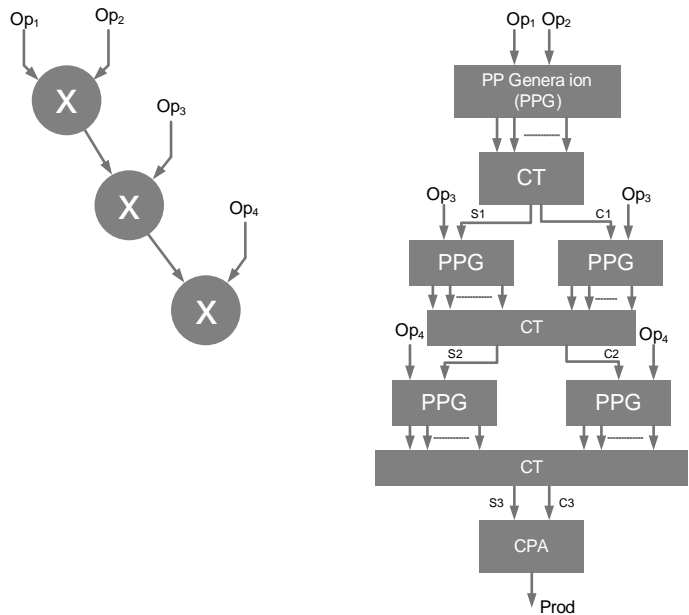 Op₁
Op₂
X
Op₃
X
Op₄
X
Op₁
Op₂
PP Genera ion
(PPG)
CT
Op₃
S1
C1
Op₃
PPG
PPG
CT
Op₄
S2
C2
Op₄
PPG
PPG
CT
S3
C3
CPA
Prod